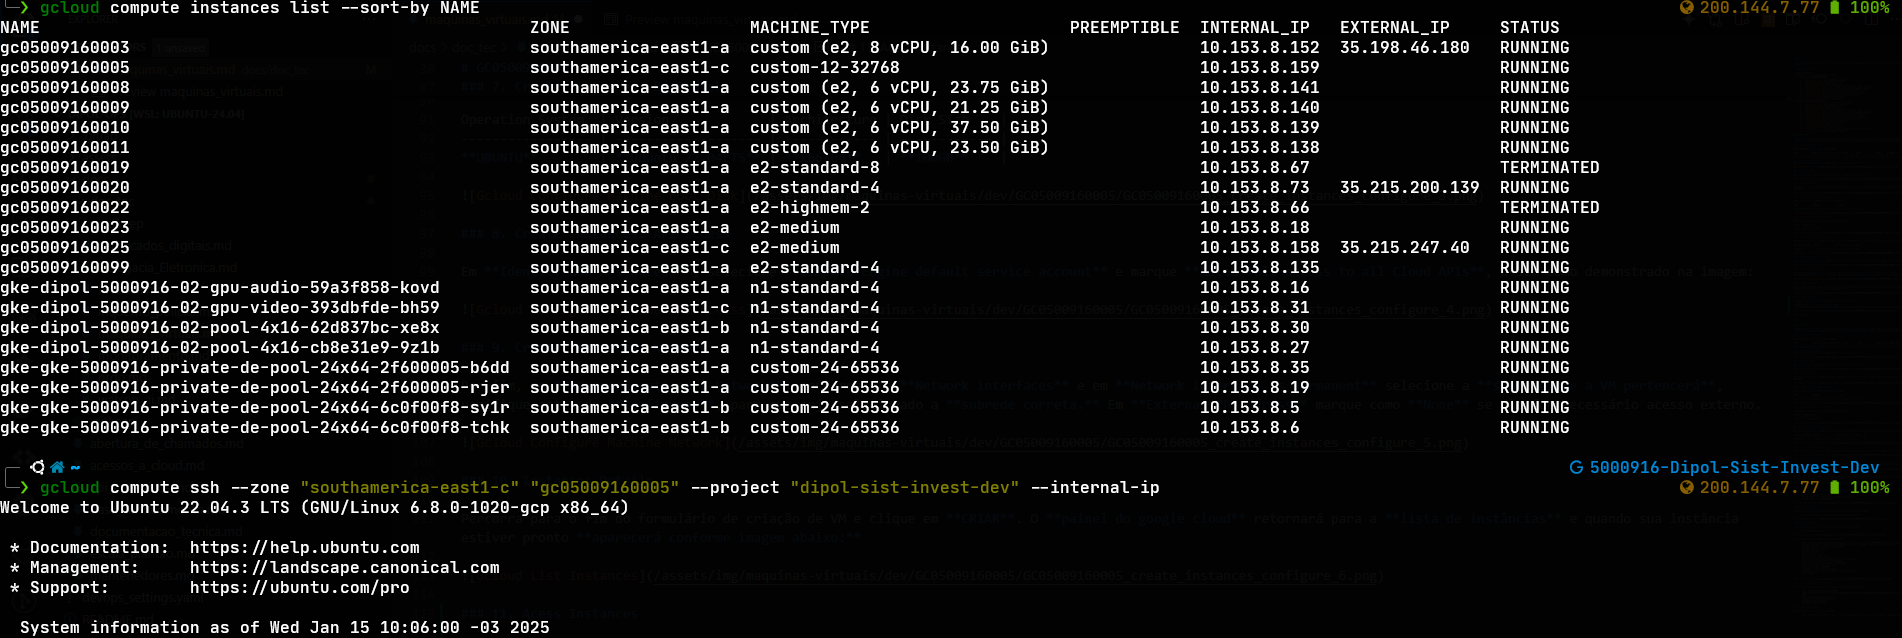 gcloud compute instances list --sort-by NAME 200.144.7.77 100%
NAME ZONE MACHINE_TYPE PREEMPTIBLE INTERNAL_IP EXTERNAL_IP STATUS
gc05009160003 southamerica-east1-a custom (e2, 8 vCPU, 16.00 GiB) 10.153.8.152 35.198.46.180 RUNNING
gc05009160005 southamerica-east1-c custom-12-32768 10.153.8.159 RUNNING
gc05009160008 southamerica-east1-a custom (e2, 6 vCPU, 23.75 GiB) 10.153.8.141 RUNNING
gc05009160009 southamerica-east1-a custom (e2, 6 vCPU, 21.25 GiB) 10.153.8.140 RUNNING
gc05009160010 southamerica-east1-a custom (e2, 6 vCPU, 37.50 GiB) 10.153.8.139 RUNNING
gc05009160011 southamerica-east1-a custom (e2, 6 vCPU, 23.50 GiB) 10.153.8.138 RUNNING
gc05009160019 southamerica-east1-a e2-standard-8 10.153.8.67 TERMINATED
gc05009160020 southamerica-east1-a e2-standard-4 10.153.8.73 35.215.200.139 RUNNING
gc05009160022 southamerica-east1-a e2-highmem-2 10.153.8.66 TERMINATED
gc05009160023 southamerica-east1-a e2-medium 10.153.8.18 RUNNING
gc05009160025 southamerica-east1-c e2-medium 10.153.8.158 35.215.247.40 RUNNING
gc05009160099 southamerica-east1-a e2-standard-4 10.153.8.135 RUNNING
gke-dipol-5000916-02-gpu-audio-59a3f858-kovd southamerica-east1-a n1-standard-4 10.153.8.16 RUNNING
gke-dipol-5000916-02-gpu-video-393dbfde-bh59 southamerica-east1-c n1-standard-4 10.153.8.31 RUNNING
gke-dipol-5000916-02-pool-4x16-62d837bc-xe8x southamerica-east1-b n1-standard-4 10.153.8.30 RUNNING
gke-dipol-5000916-02-pool-4x16-cb8e31e9-9z1b southamerica-east1-a n1-standard-4 10.153.8.27 RUNNING
gke-gke-5000916-private-de-pool-24x64-2f600005-b6dd southamerica-east1-a custom-24-65536 10.153.8.35 RUNNING
gke-gke-5000916-private-de-pool-24x64-2f600005-rjer southamerica-east1-a custom-24-65536 10.153.8.19 RUNNING
gke-gke-5000916-private-de-pool-24x64-6c0f00f8-sy1r southamerica-east1-b custom-24-65536 10.153.8.5 RUNNING
gke-gke-5000916-private-de-pool-24x64-6c0f00f8-tchk southamerica-east1-b custom-24-65536 10.153.8.6 RUNNING
~ 5000916-Dipol-Sist-Invest-Dev
gcloud compute ssh --zone "southamerica-east1-c" "gc05009160005" --project "dipol-sist-invest-dev" --internal-ip 200.144.7.77 100%
Welcome to Ubuntu 22.04.3 LTS (GNU/Linux 6.8.0-1020-gcp x86_64)
* Documentation: https://help.ubuntu.com
* Management: https://landscape.canonical.com
* Support: https://ubuntu.com/pro
System information as of Wed Jan 15 10:06:00 -03 2025